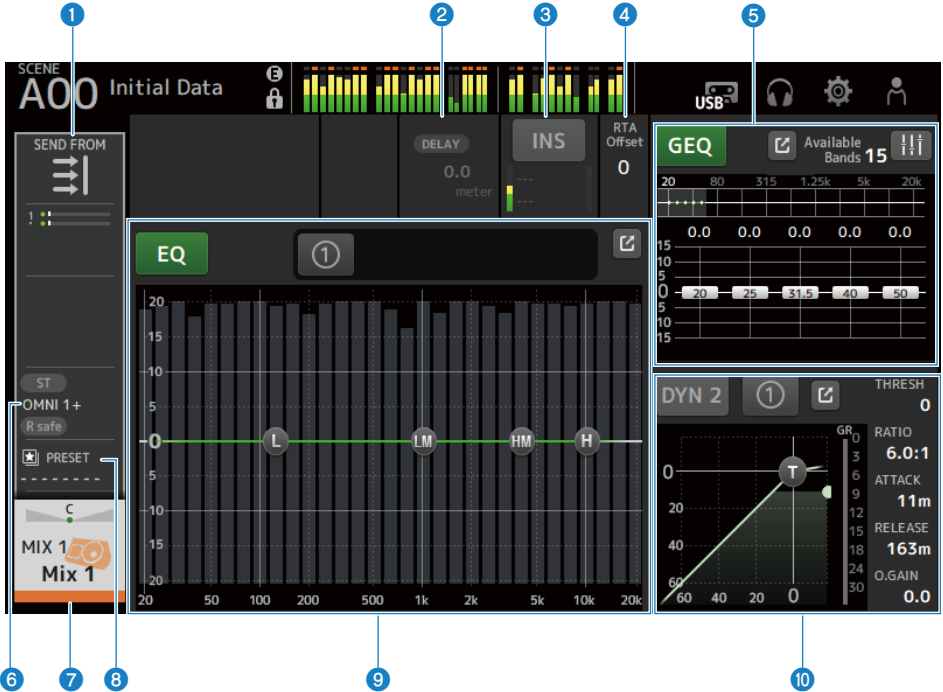 1 2 3 4 5
SCENE
A00 Initial Data
E
USB
SEND FROM
1
ST
OMNI 1+
R safe
PRESET
--------
C
MIX 1
Mix 1
DELAY
0.0
meter
INS
---
---
RTA
Offset
0
EQ
1
20
15
10
5
0
5
10
15
20
L LM HM H
20 50 100 200 500 1k 2k 5k 10k 20k
GEQ
Available
Bands 15
20 80 315 1.25k 5k 20k
0.0 0.0 0.0 0.0 0.0
15
10
5
0
5
10
15
20 25 31.5 40 50
DYN 2
1
THRESH
0
RATIO
6.0:1
ATTACK
11m
RELEASE
163m
O.GAIN
0.0
GR
0
3
6
9
12
15
18
24
30
T
0
20
40
60
60 40 20 0
6 7 8 9 10